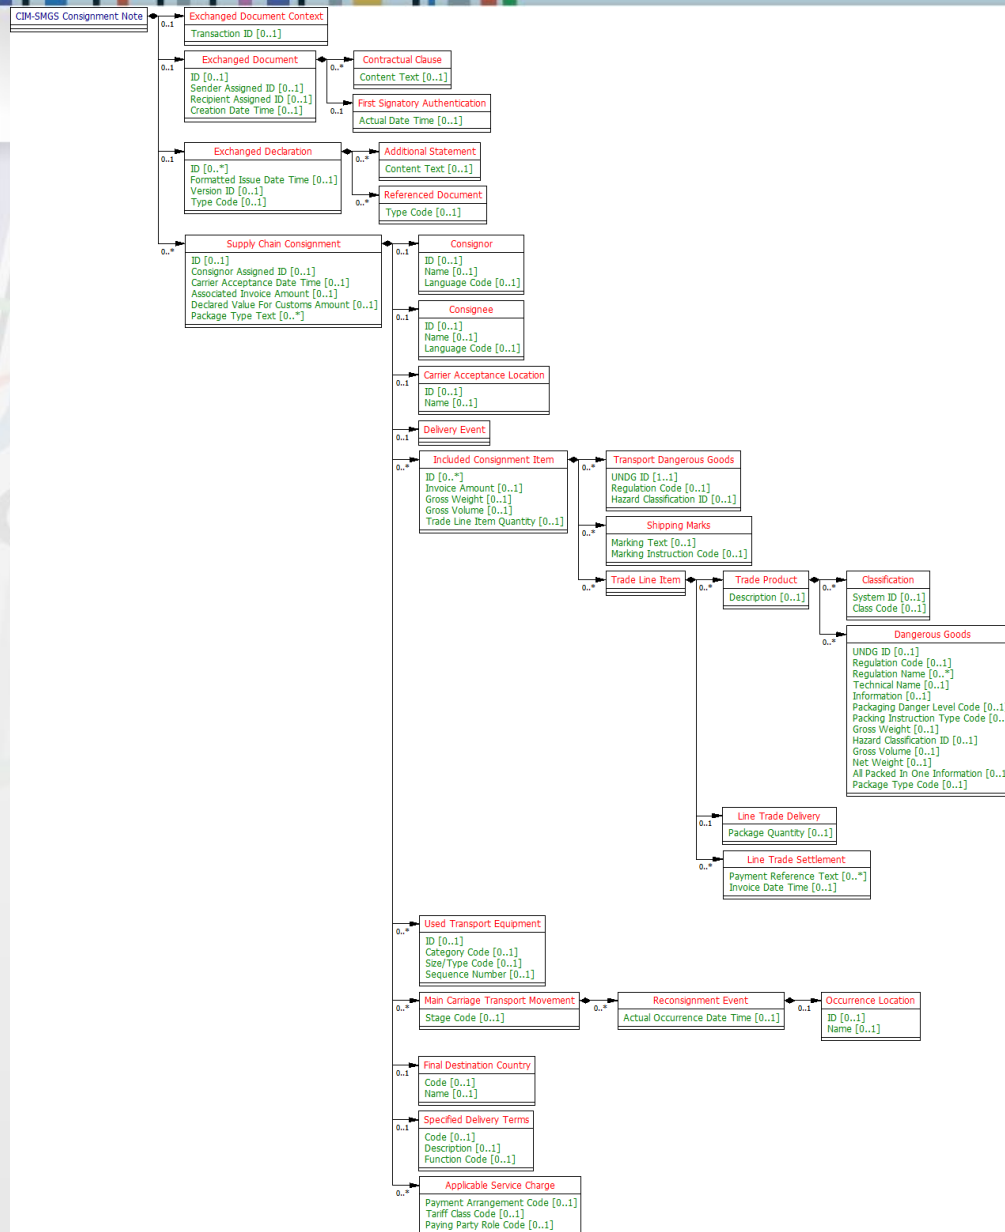 CIM-SMGS Consignment Note
0..1
Exchanged Document Context
Transaction ID [0..1]
0..1
Exchanged Document
ID [0..1]
Sender Assigned ID [0..1]
Recipient Assigned ID [0..1]
Creation Date Time [0..1]
0..*
Contractual Clause
Content Text [0..1]
0..1
First Signatory Authentication
Actual Date Time [0..1]
0..1
Exchanged Declaration
ID [0..*]
Formatted Issue Date Time [0..1]
Version ID [0..1]
Type Code [0..1]
0..*
Additional Statement
Content Text [0..1]
0..*
Referenced Document
Type Code [0..1]
0..*
Supply Chain Consignment
ID [0..1]
Consignor Assigned ID [0..1]
Carrier Acceptance Date Time [0..1]
Associated Invoice Amount [0..1]
Declared Value For Customs Amount [0..1]
Package Type Text [0..*]
0..1
Consignor
ID [0..1]
Name [0..1]
Language Code [0..1]
0..1
Consignee
ID [0..1]
Name [0..1]
Language Code [0..1]
0..1
Carrier Acceptance Location
ID [0..1]
Name [0..1]
0..1
Delivery Event
0..*
Included Consignment Item
ID [0..*]
Invoice Amount [0..1]
Gross Weight [0..1]
Gross Volume [0..1]
Trade Line Item Quantity [0..1]
0..*
Transport Dangerous Goods
UNDG ID [1..1]
Regulation Code [0..1]
Hazard Classification ID [0..1]
0..*
Shipping Marks
Marking Text [0..1]
Marking Instruction Code [0..1]
0..*
Trade Line Item
0..*
Trade Product
Description [0..1]
0..*
Classification
System ID [0..1]
Class Code [0..1]
0..*
Dangerous Goods
UNDG ID [0..1]
Regulation Code [0..1]
Regulation Name [0..*]
Technical Name [0..1]
Information [0..1]
Packaging Danger Level Code [0..1
Packing Instruction Type Code [0..
Gross Weight [0..1]
Hazard Classification ID [0..1]
Gross Volume [0..1]
Net Weight [0..1]
All Packed In One Information [0..1
Package Type Code [0..1]
0..1
Line Trade Delivery
Package Quantity [0..1]
0..*
Line Trade Settlement
Payment Reference Text [0..*]
Invoice Date Time [0..1]
0..*
Used Transport Equipment
ID [0..1]
Category Code [0..1]
Size/Type Code [0..1]
Sequence Number [0..1]
0..*
Main Carriage Transport Movement
Stage Code [0..1]
0..*
Reconsignment Event
Actual Occurrence Date Time [0..1]
0..1
Occurrence Location
ID [0..1]
Name [0..1]
0..1
Final Destination Country
Code [0..1]
Name [0..1]
0..1
Specified Delivery Terms
Code [0..1]
Description [0..1]
Function Code [0..1]
0..*
Applicable Service Charge
Payment Arrangement Code [0..1]
Tariff Class Code [0..1]
Paying Party Role Code [0..1]